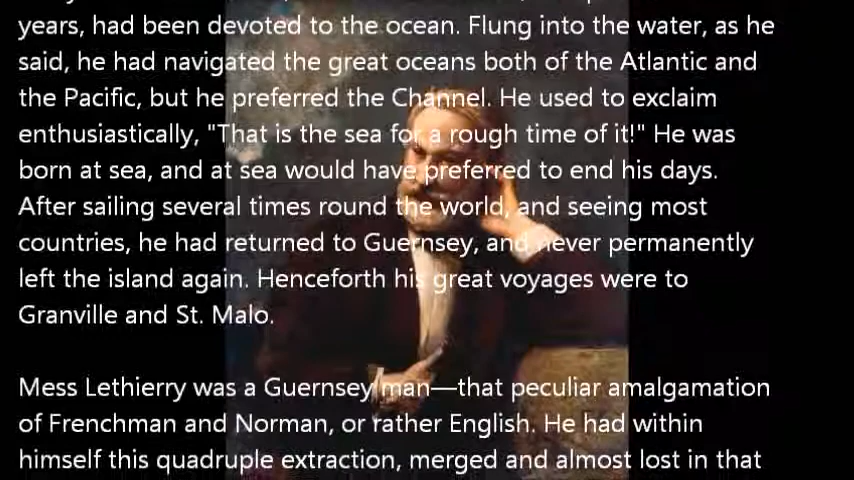 years, had been devoted to the ocean. Flung into the water, as he
said, he had navigated the great oceans both of the Atlantic and
the Pacific, but he preferred the Channel. He used to exclaim
enthusiastically, "That is the sea for a rough time of it!" He was
born at sea, and at sea would have preferred to end his days.
After sailing several times round the world, and seeing most
countries, he had returned to Guernsey, and never permanently
left the island again. Henceforth his great voyages were to
Granville and St. Malo.
Mess Lethierry was a Guernsey man—that peculiar amalgamation
of Frenchman and Norman, or rather English. He had within
himself this quadruple extraction, merged and almost lost in that